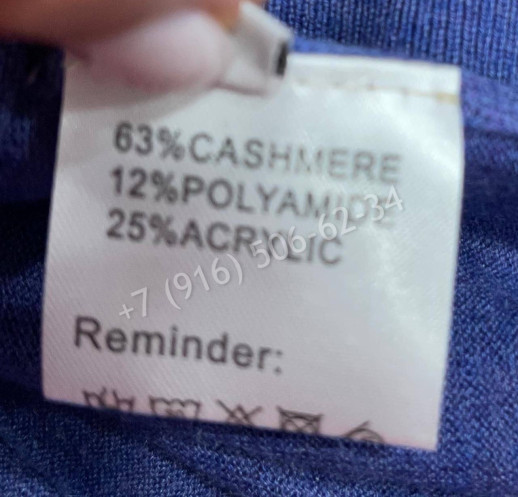 63%CASHMERE
12%POLYAMIDE
25%ACRYLIC
+7 (916) 506-62-34
Reminder: